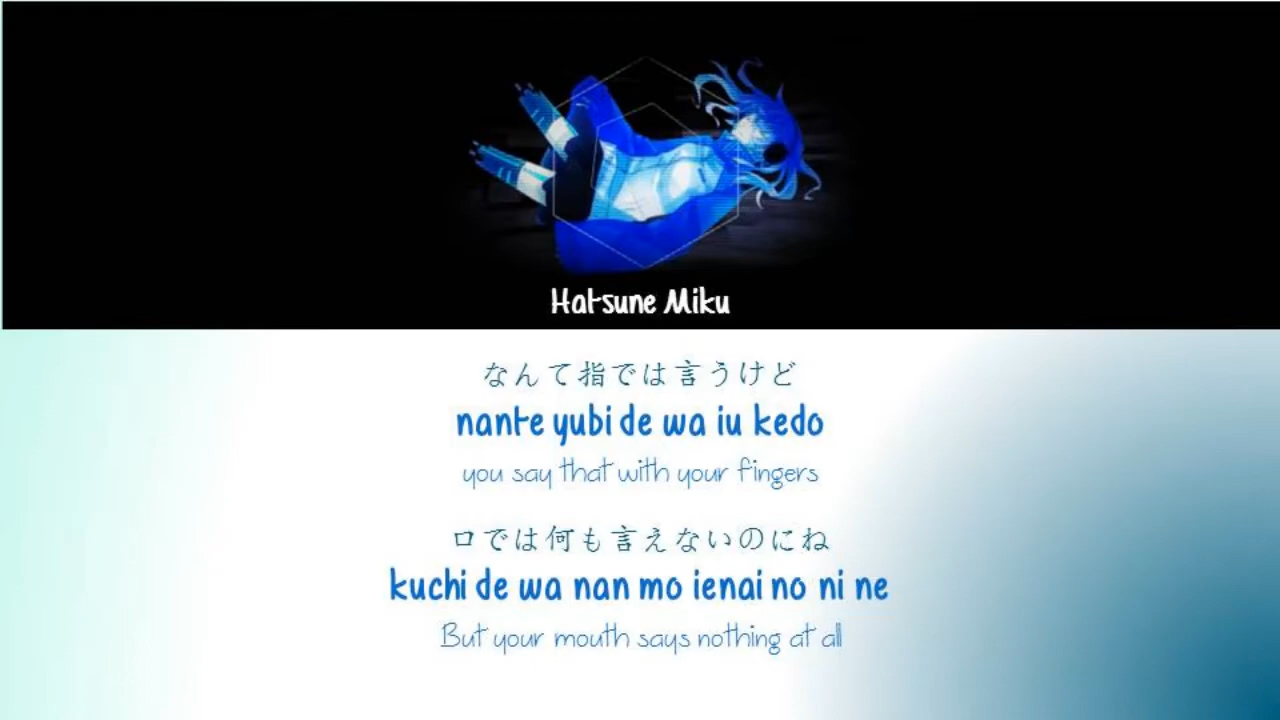 Hatsune Miku
なんて指では言うけど
nante yubi de wa iu kedo
you say that with your fingers
口では何も言えないのにね
kuchi de wa nan mo ienai no ni ne
But your mouth says nothing at all